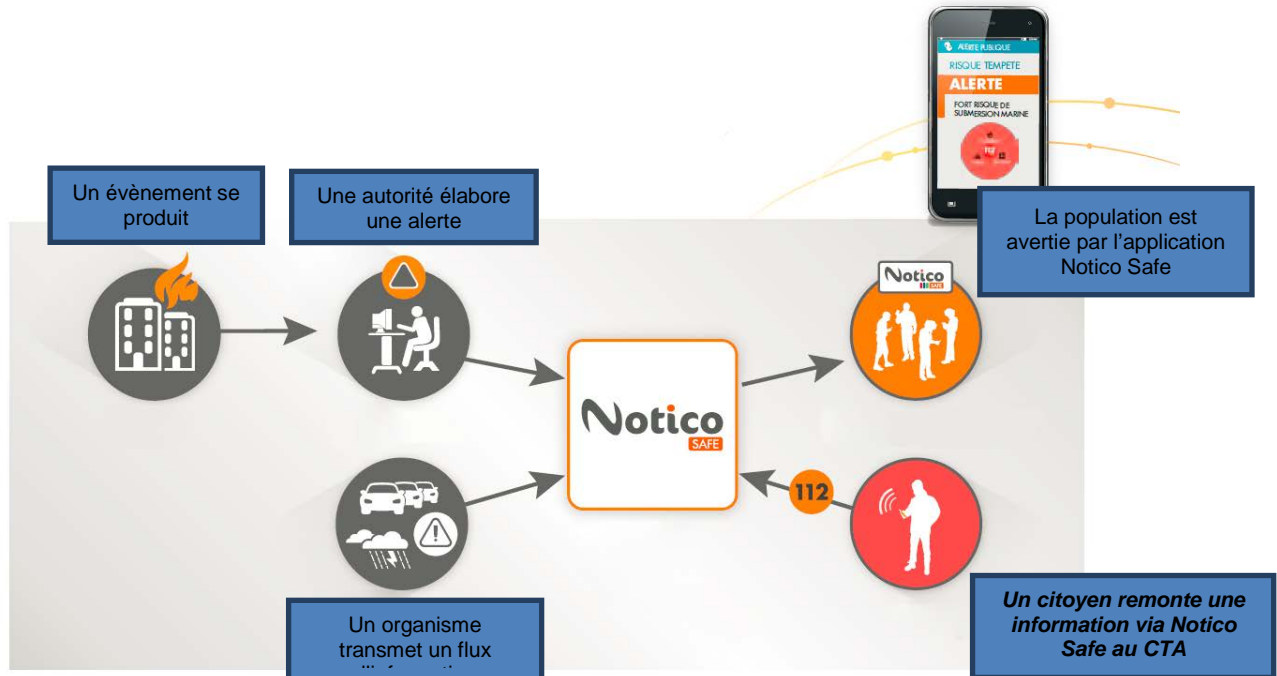 ALERTE PUBLIQUE
RISQUE TEMPETE
ALERTE
FORT RISQUE DE
SUBMERSION MARINE
112
Un évènement se
produit
Une autorité élabore
une alerte
La population est
avertie par l'application
Notico Safe
Notico
SAFE
Notico
SAFE
112
Un organisme
transmet un flux
Un citoyen remonte une
information via Notico
Safe au CTA